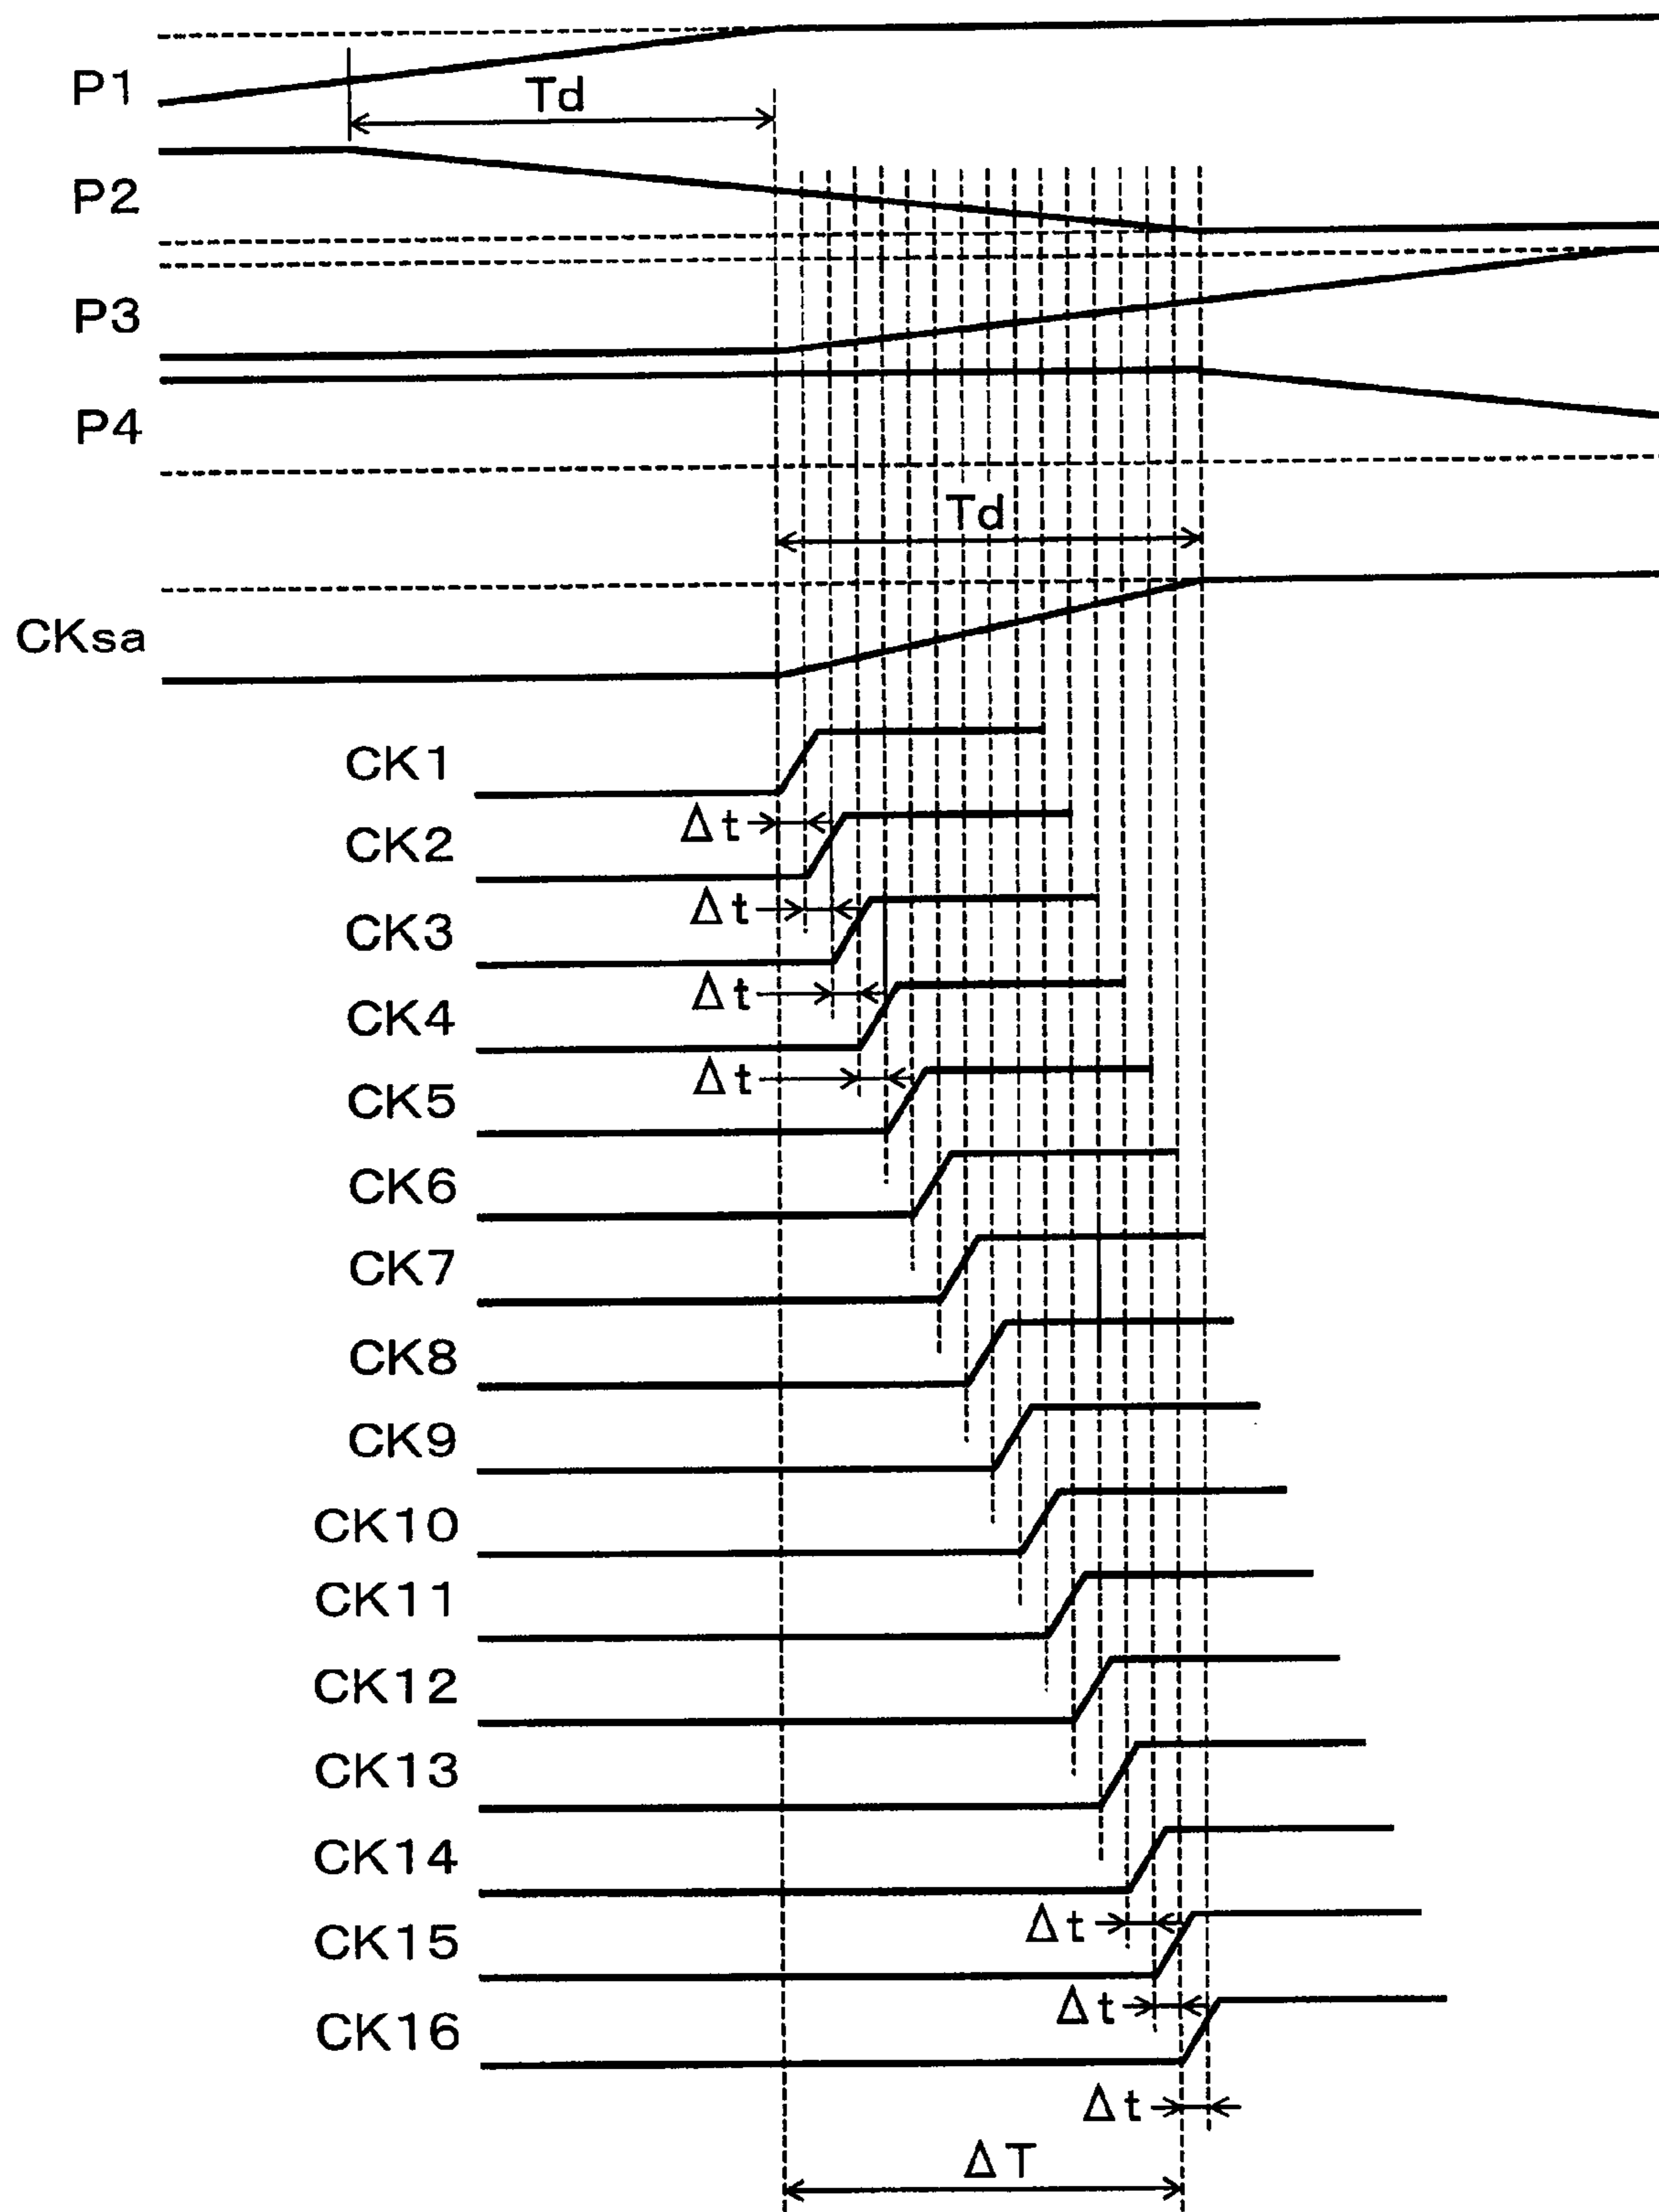 P1
Td
P2
P3
P4
Td
CKsa
CK1
Δt
CK2
Δt
CK3
Δt
CK4
Δt
CK5
CK6
CK7
CK8
CK9
CK10
CK11
CK12
CK13
CK14
Δt
CK15
Δt
CK16
Δt
ΔT